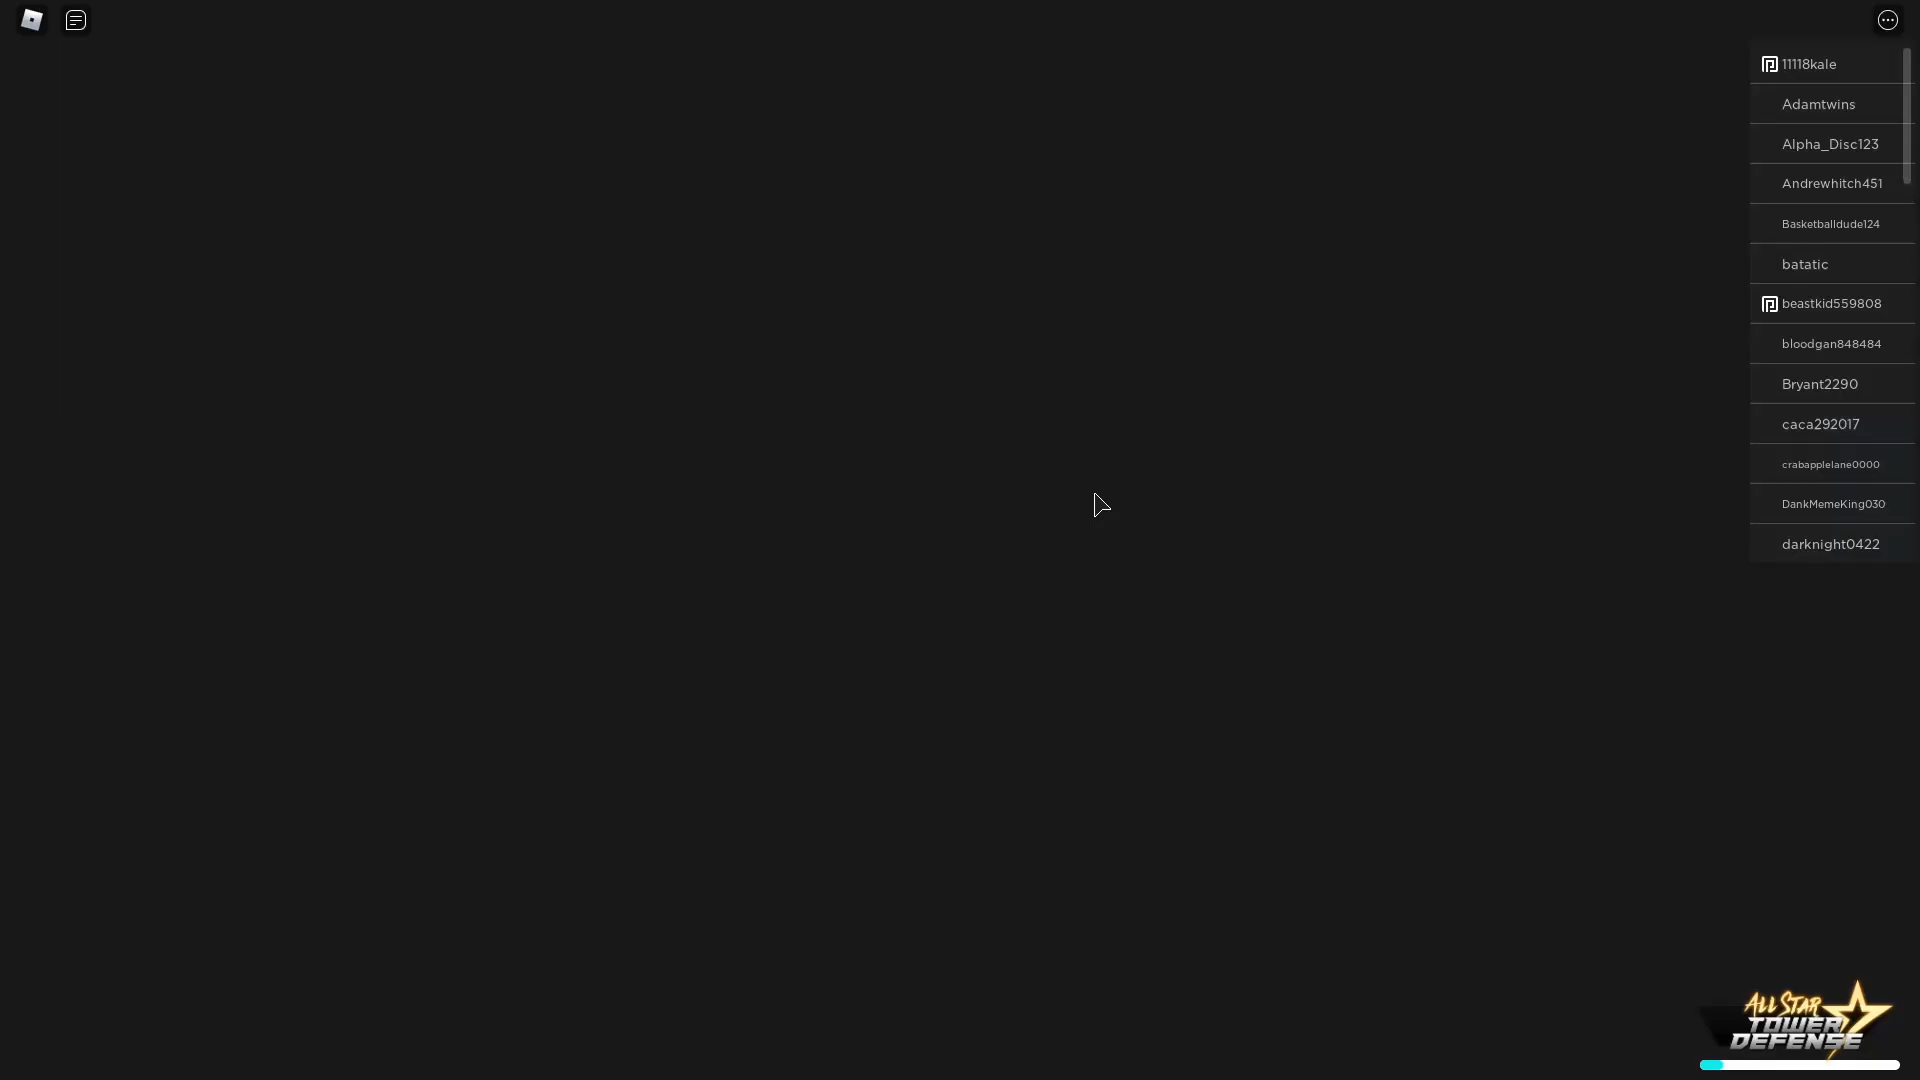 11118kale
Adamtwins
Alpha_Disc123
Andrewhitch451
Basketballdude124
batatic
beastkid559808
bloodgan848484
Bryant2290
caca292017
crabapplelane0000
DankMemeKing030
darknight0422
ALL STAR
TOWER
DEFENSE